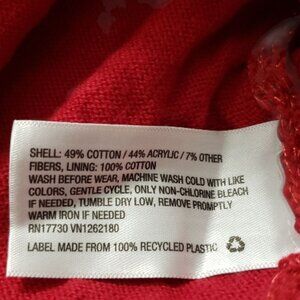 SHELL: 49% COTTON / 44% ACRYLIC / 7% OTHER
FIBERS, LINING: 100% COTTON
WASH BEFORE WEAR, MACHINE WASH COLD WITH LIKE
COLORS, GENTLE CYCLE, ONLY NON-CHLORINE BLEACH
IF NEEDED, TUMBLE DRY LOW, REMOVE PROMPTLY
WARM IRON IF NEEDED
RN17730 VN1262180
LABEL MADE FROM 100% RECYCLED PLASTIC